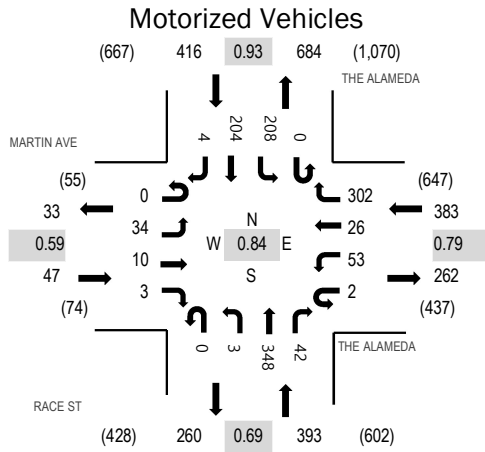 Motorized Vehicles
(667) 416 0.93 684 (1,070)
THE ALAMEDA
4 204 208 0
MARTIN AVE
(55) (647)
0 302
33 383
34 N 26
0.59 10 W 0.84 E 53 0.79
47 S 262
3 2
(74) (437)
0 3 348 42
THE ALAMEDA
RACE ST
(428) 260 0.69 393 (602)